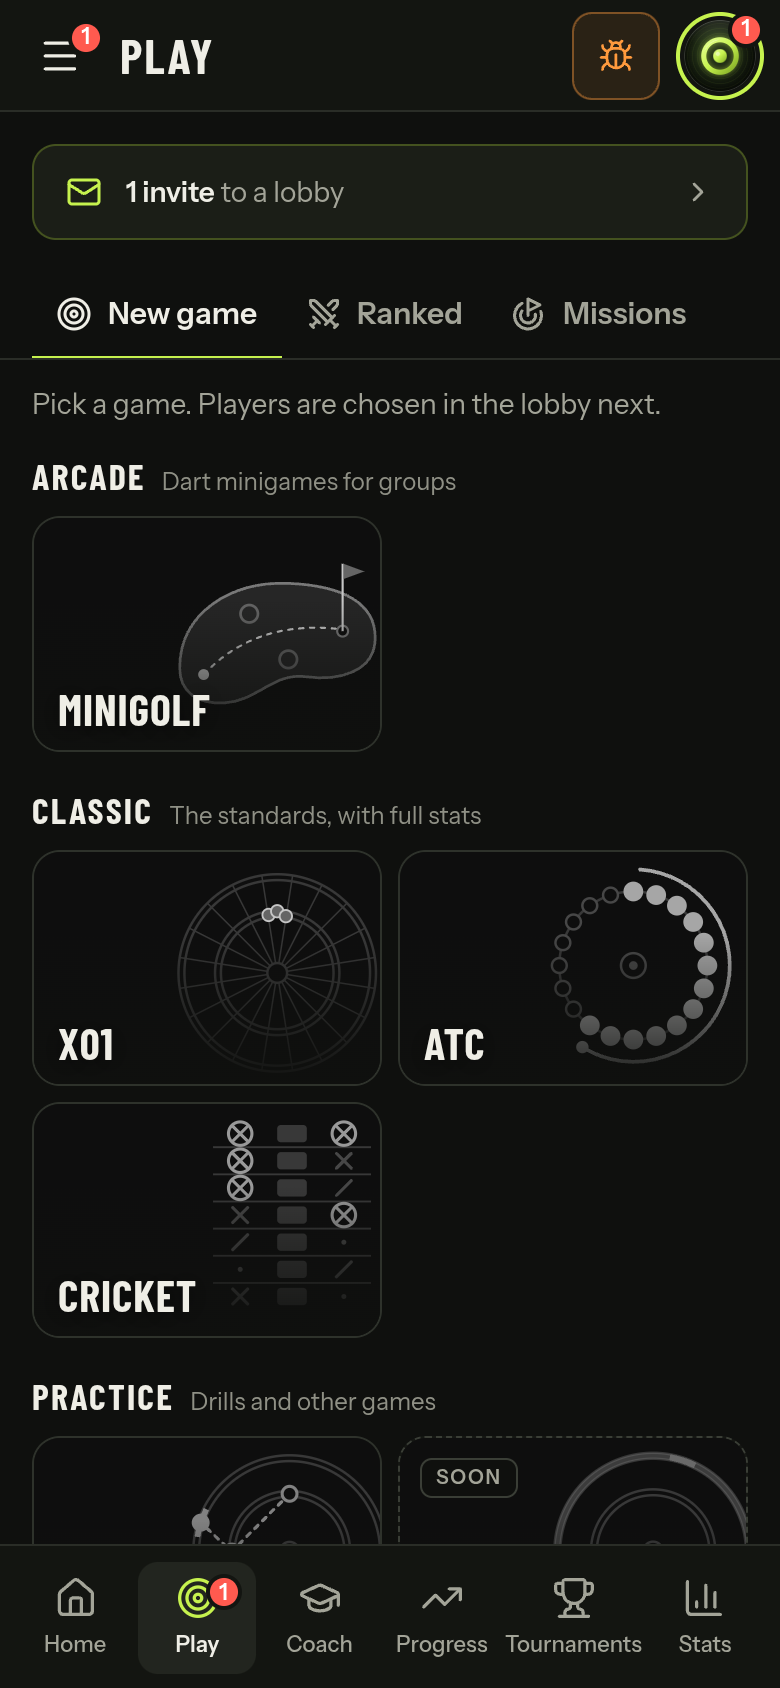 1
PLAY
1
1 invite to a lobby
New game
Ranked
Missions
Pick a game. Players are chosen in the lobby next.
ARCADE Dart minigames for groups
MINIGOLF
CLASSIC The standards, with full stats
X01
ATC
CRICKET
PRACTICE Drills and other games
SOON
1
Home
Play
Coach
Progress
Tournaments
Stats